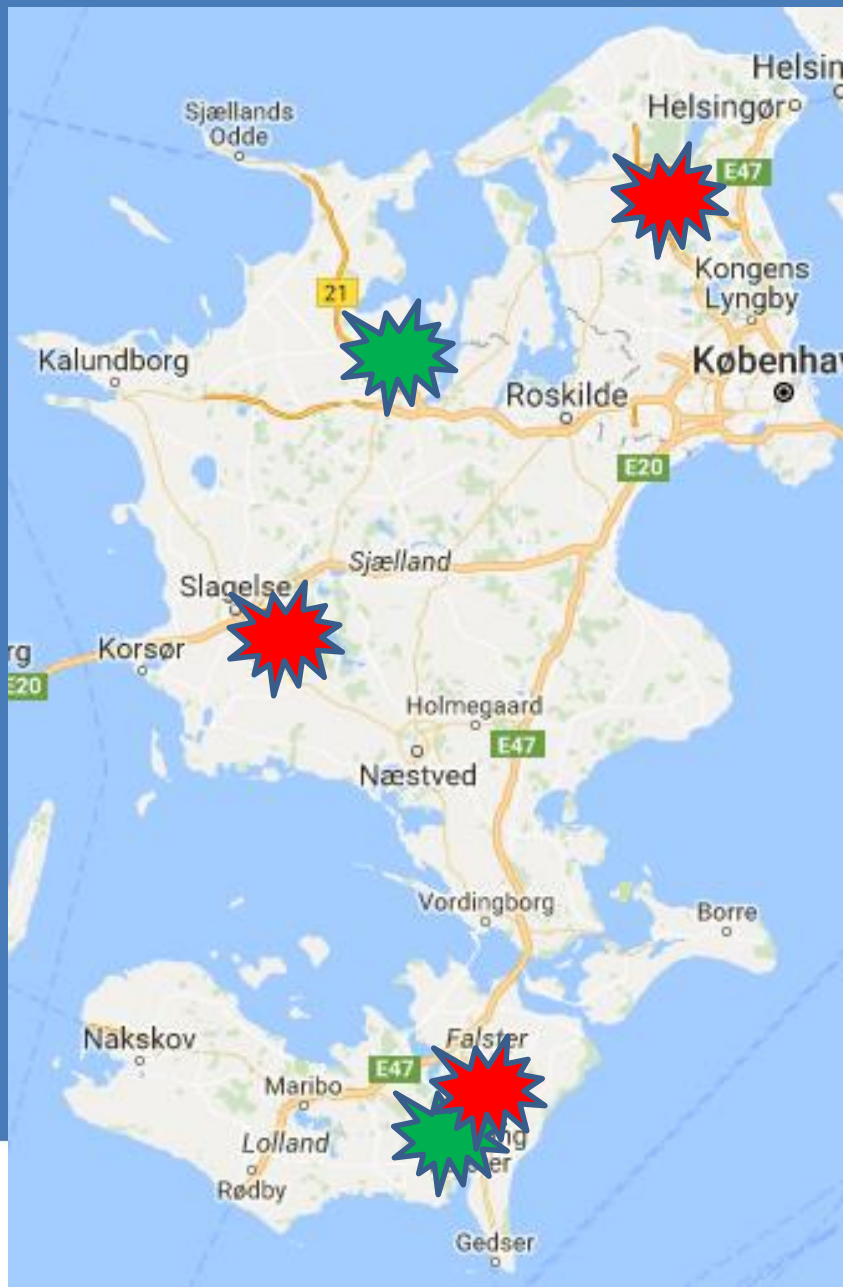 Helsin
Helsingør
Sjællands
Odde
E47
21
Kongens
Lyngby
Kalundborg
Københav
Roskilde
E20
Sjælland
Slagelse
rg
Korsør
E20
Holmegaard
E47
Næstved
Vordingborg
Borre
Nakskov
Falster
E47
Maribo
Lolland
Rødby
Gedser